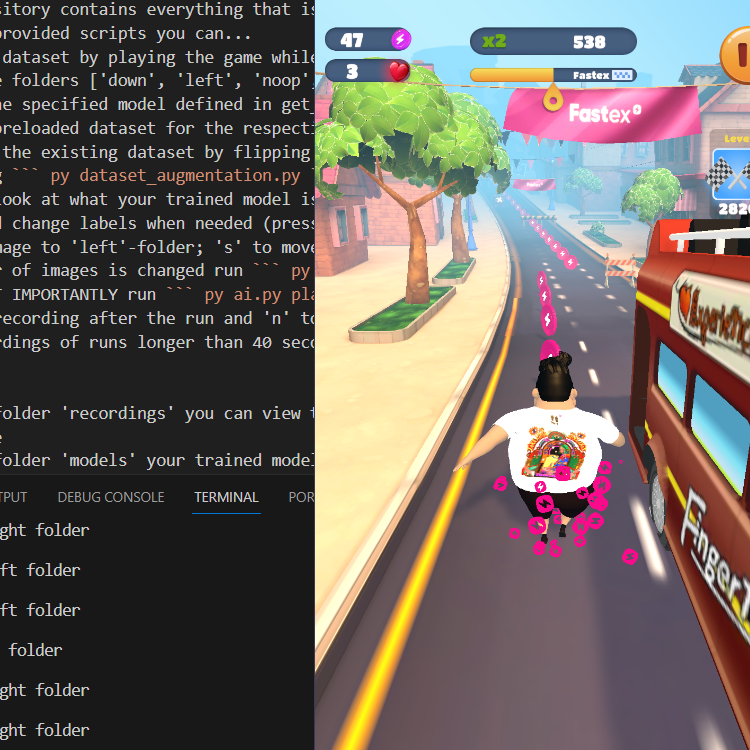 sitory contains everything that is
provided scripts you can...
dataset by playing the game while
e folders ['down', 'left', 'noop',
he specified model defined in get
preloaded dataset for the respecti
the existing dataset by flipping
g ``` py dataset_augmentation.py
look at what your trained model is
d change labels when needed (press
mage to 'left'-folder; 's' to move
r of images is changed run ``` py
T IMPORTANTLY run ``` py ai.py pla
recording after the run and 'n' to
rdings of runs longer than 40 seco
folder 'recordings' you can view t
e
folder 'models' your trained model
TPUT DEBUG CONSOLE TERMINAL POR
ght folder
ft folder
ft folder
folder
ght folder
ght folder
47
x2 538
3
Fastex
Fastex
Leve
2820
Finger